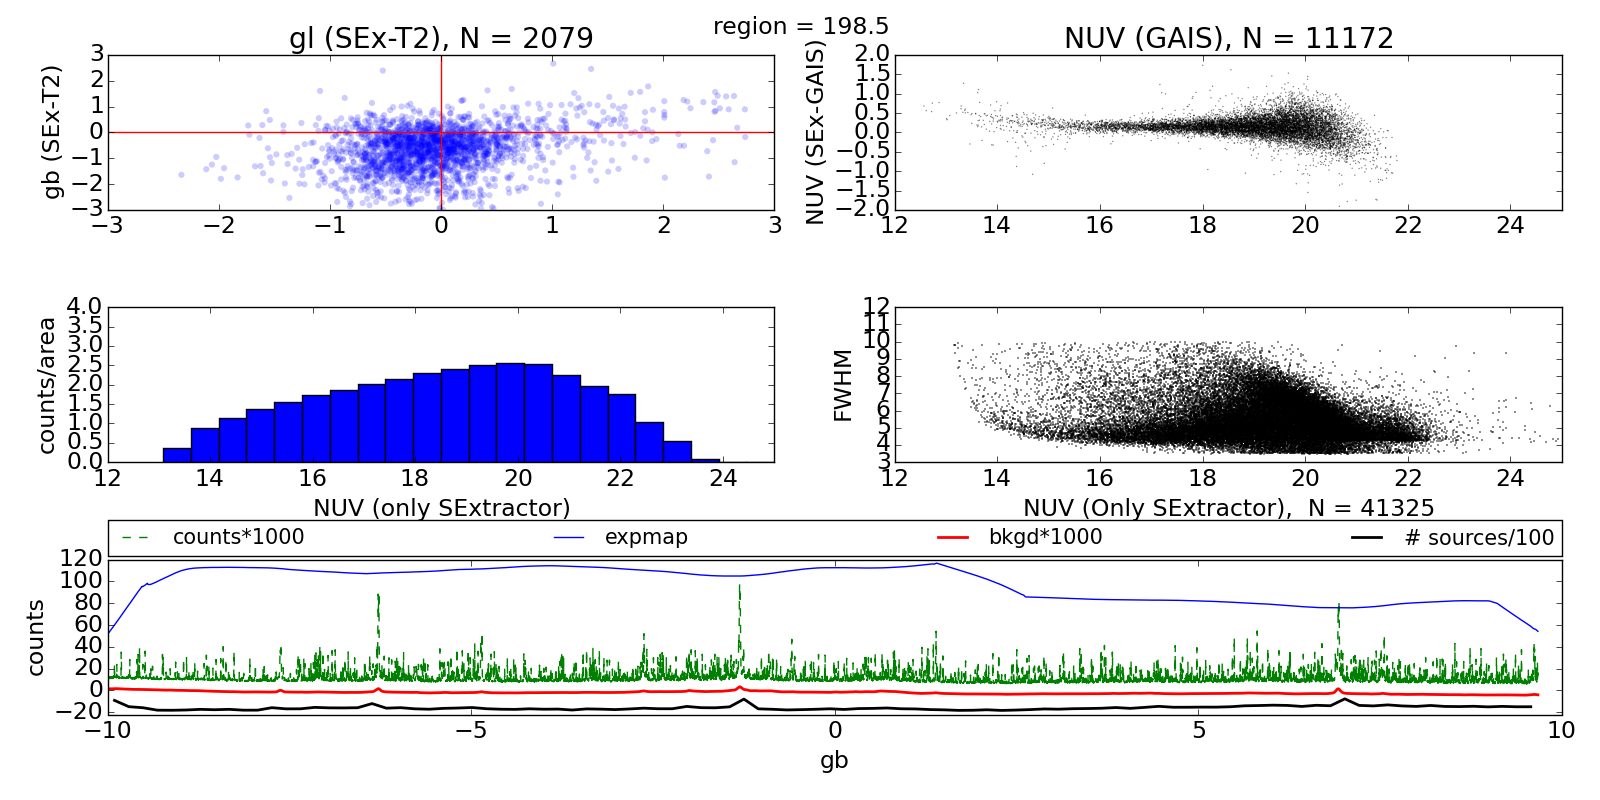 region = 198.5
gl (SEx-T2), N = 2079
3
2
1
0
−1
−2
−3
gb (SEx-T2)
−3 −2 −1 0 1 2 3
NUV (GAIS), N = 11172
2.0
1.5
1.0
0.5
0.0
−0.5
−1.0
−1.5
−2.0
NUV (SEx-GAIS)
12 14 16 18 20 22 24
4.0
3.5
3.0
2.5
2.0
1.5
1.0
0.5
0.0
counts/area
12 14 16 18 20 22 24
NUV (only SExtractor)
12
11
10
9
8
7
6
5
4
3
FWHM
12 14 16 18 20 22 24
NUV (Only SExtractor),  N = 41325
counts*1000 expmap bkgd*1000 # sources/100
120
100
80
60
40
20
0
−20
counts
−10 −5 0 5 10
gb